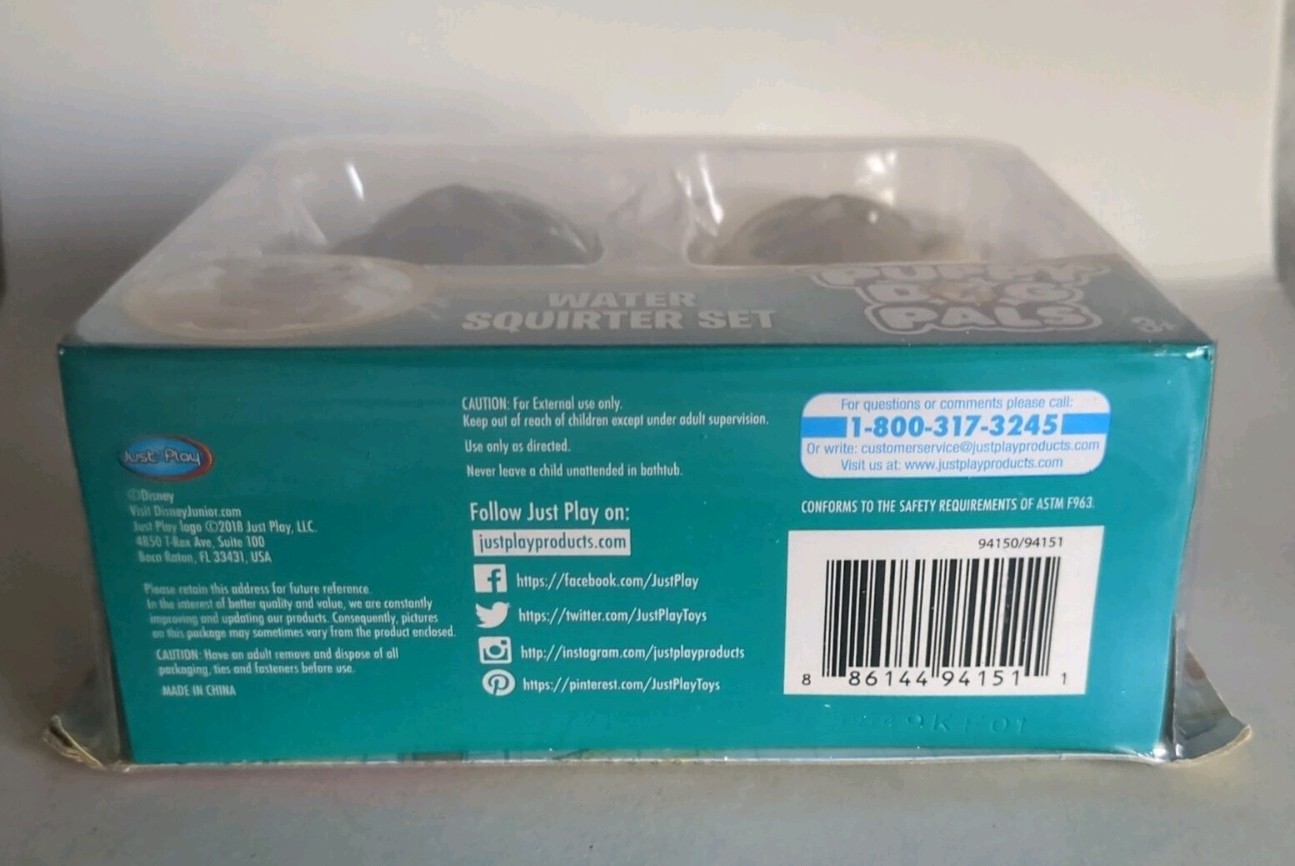 WATER
SQUIRTER SET
PUPPY
DOG
PALS
3+
Just Play
©Disney
Visit DisneyJunior.com
Just Play logo ©2018 Just Play, LLC.
4850 T-Rex Ave, Suite 100
Boca Raton, FL 33431, USA
Please retain this address for future reference.
In the interest of better quality and value, we are constantly
improving and updating our products. Consequently, pictures
on this package may sometimes vary from the product enclosed.
CAUTION: Have an adult remove and dispose of all
packaging, ties and fasteners before use.
MADE IN CHINA
CAUTION: For External use only.
Keep out of reach of children except under adult supervision.
Use only as directed.
Never leave a child unattended in bathtub.
Follow Just Play on:
justplayproducts.com
https://facebook.com/JustPlay
https://twitter.com/JustPlayToys
http://instagram.com/justplayproducts
https://pinterest.com/JustPlayToys
For questions or comments please call:
1-800-317-3245
Or write: customerservice@justplayproducts.com
Visit us at: www.justplayproducts.com
CONFORMS TO THE SAFETY REQUIREMENTS OF ASTM F963.
94150/94151
8 86144 94151 1